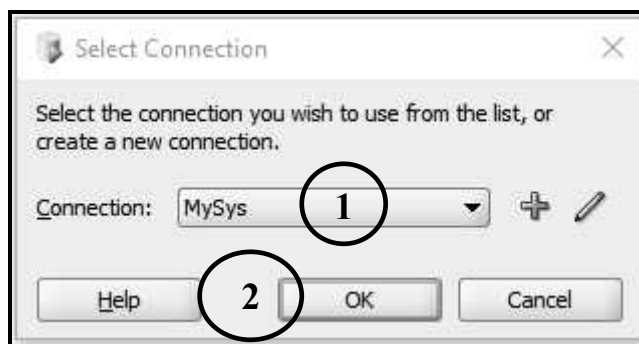 Select Connection
Select the connection you wish to use from the list, or
create a new connection.
Connection: MySys 1
Help 2 OK Cancel